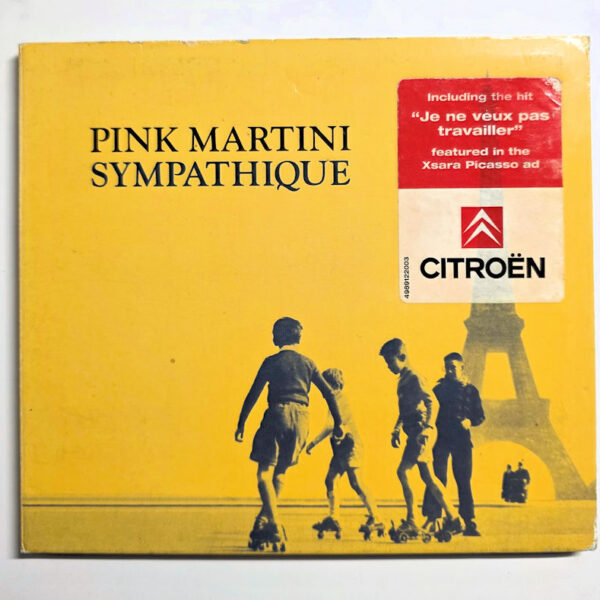 PINK MARTINI
SYMPATHIQUE
Including the hit
“Je ne veux pas
travailler”
featured in the
Xsara Picasso ad
CITROËN
4989122003